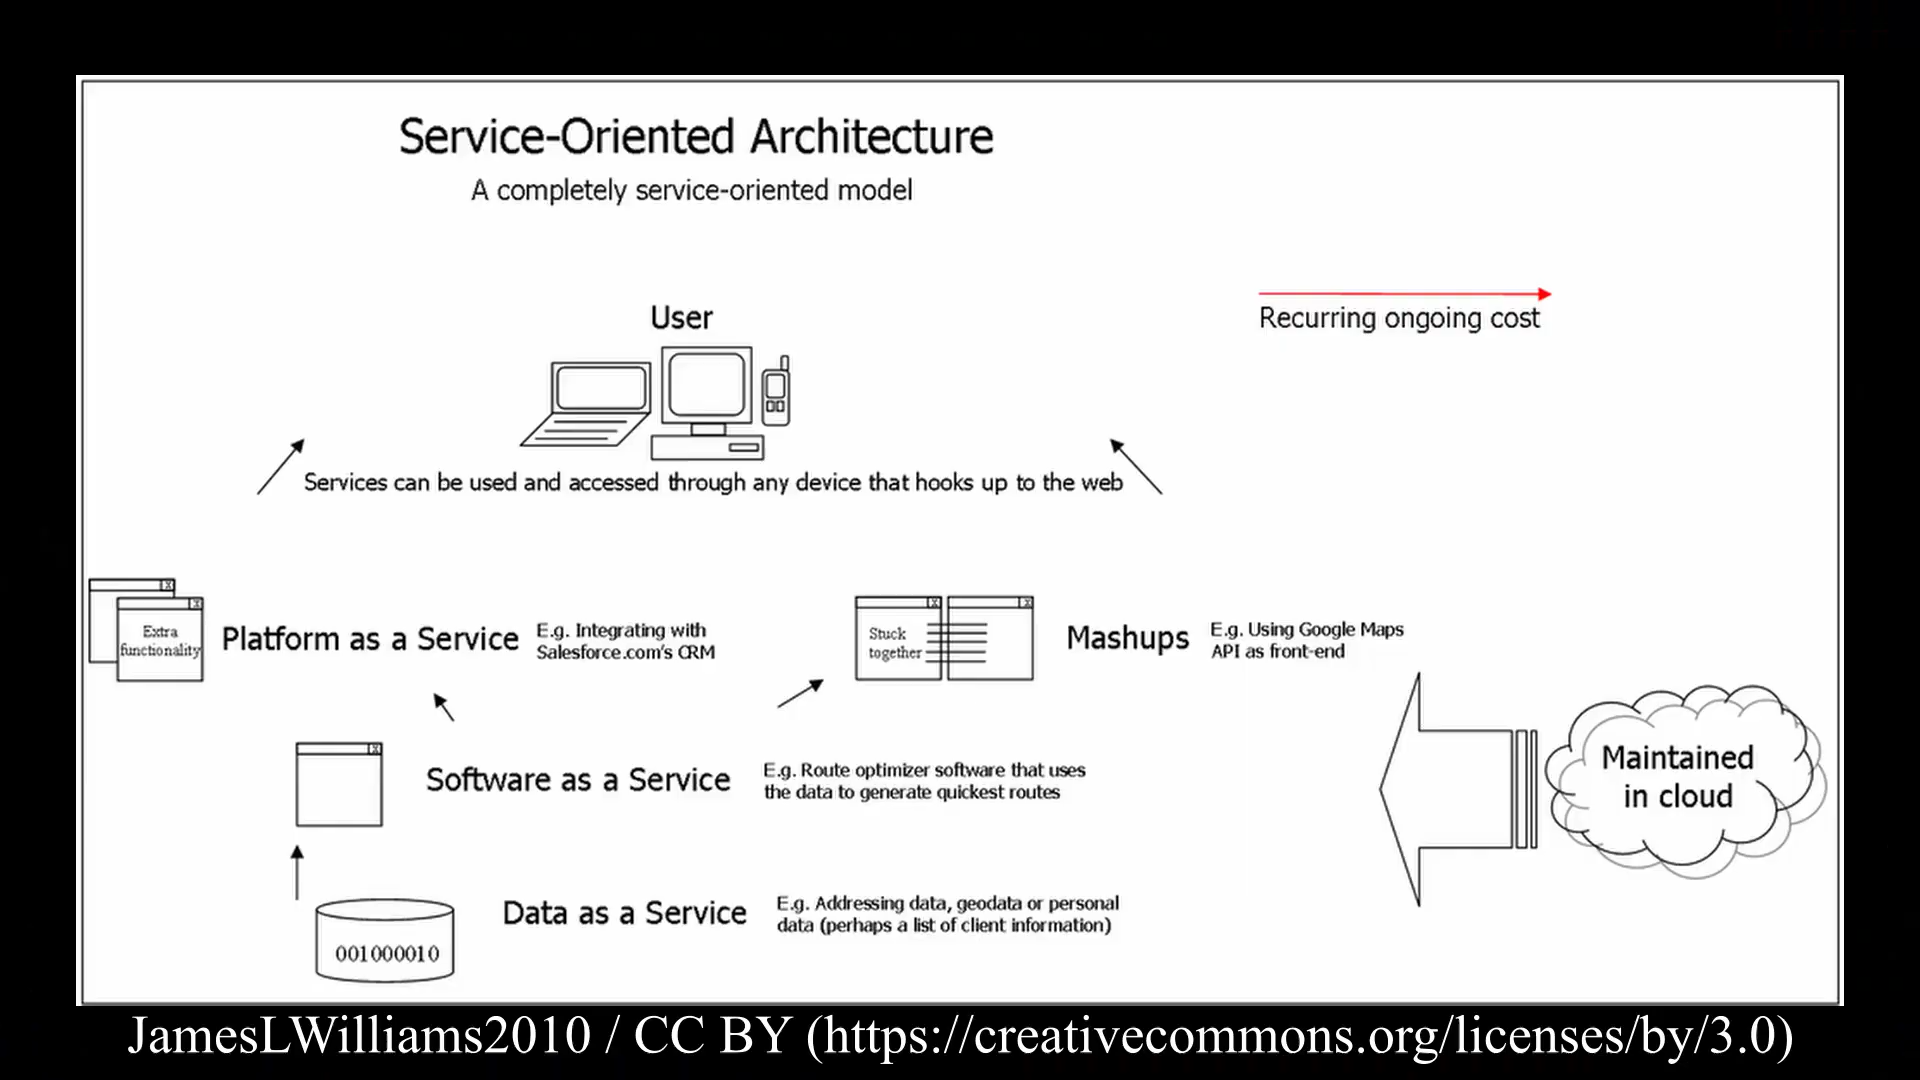 Service-Oriented Architecture
A completely service-oriented model
User
Recurring ongoing cost
Services can be used and accessed through any device that hooks up to the web
Extra
functionality
Platform as a Service
E.g. Integrating with
Salesforce.com's CRM
Stuck
together
Mashups
E.g. Using Google Maps
API as front-end
Software as a Service
E.g. Route optimizer software that uses
the data to generate quickest routes
Maintained
in cloud
001000010
Data as a Service
E.g. Addressing data, geodata or personal
data (perhaps a list of client information)
JamesLWilliams2010 / CC BY (https://creativecommons.org/licenses/by/3.0)